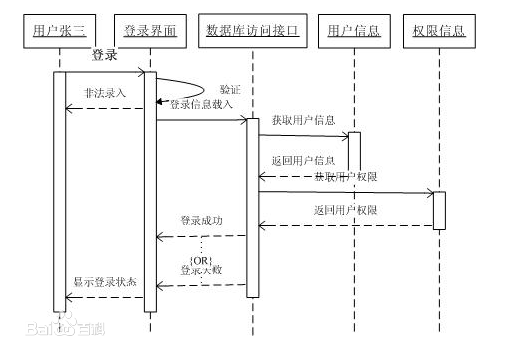 用户张三
登录界面
数据库访问接口
用户信息
权限信息
登录
非法录入
验证
登录信息载入
获取用户信息
返回用户信息
获取用户权限
返回用户权限
登录成功
{OR}
登录失败
显示登录状态
Bai百科